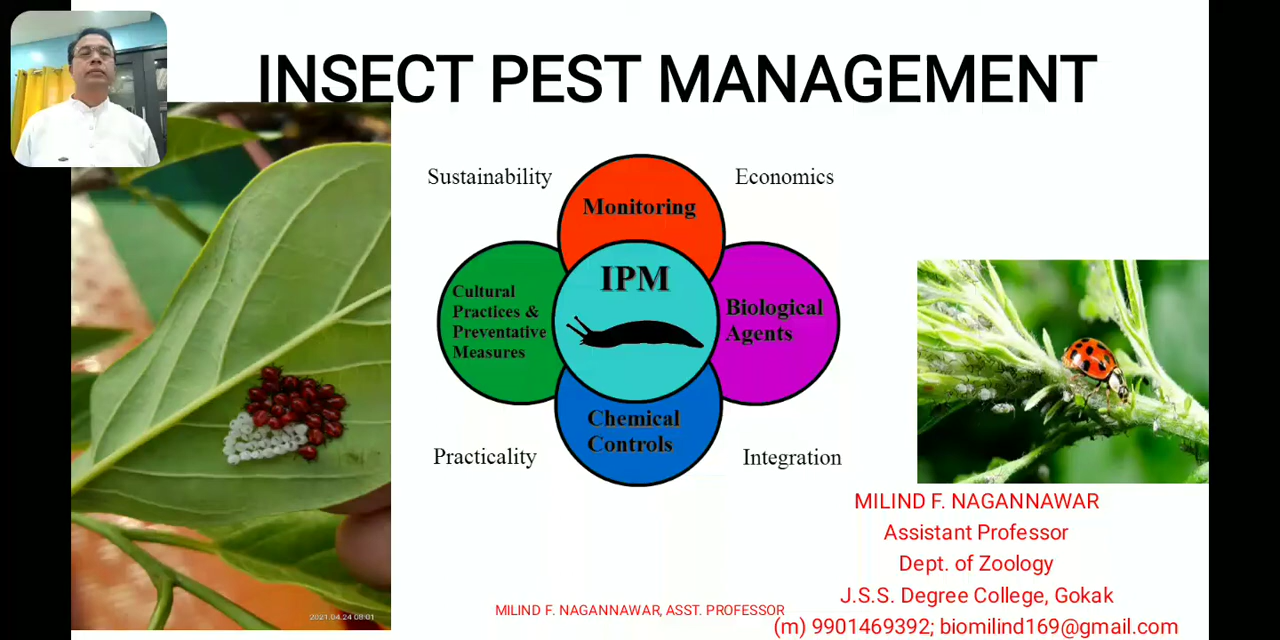 INSECT PEST MANAGEMENT
Sustainability
Economics
Monitoring
IPM
Cultural
Practices &
Preventative
Measures
Biological
Agents
Chemical
Controls
Practicality
Integration
MILIND F. NAGANNAWAR
Assistant Professor
Dept. of Zoology
J.S.S. Degree College, Gokak
(m) 9901469392; biomilind169@gmail.com
MILIND F. NAGANNAWAR, ASST. PROFESSOR
2021.04.24 08:01